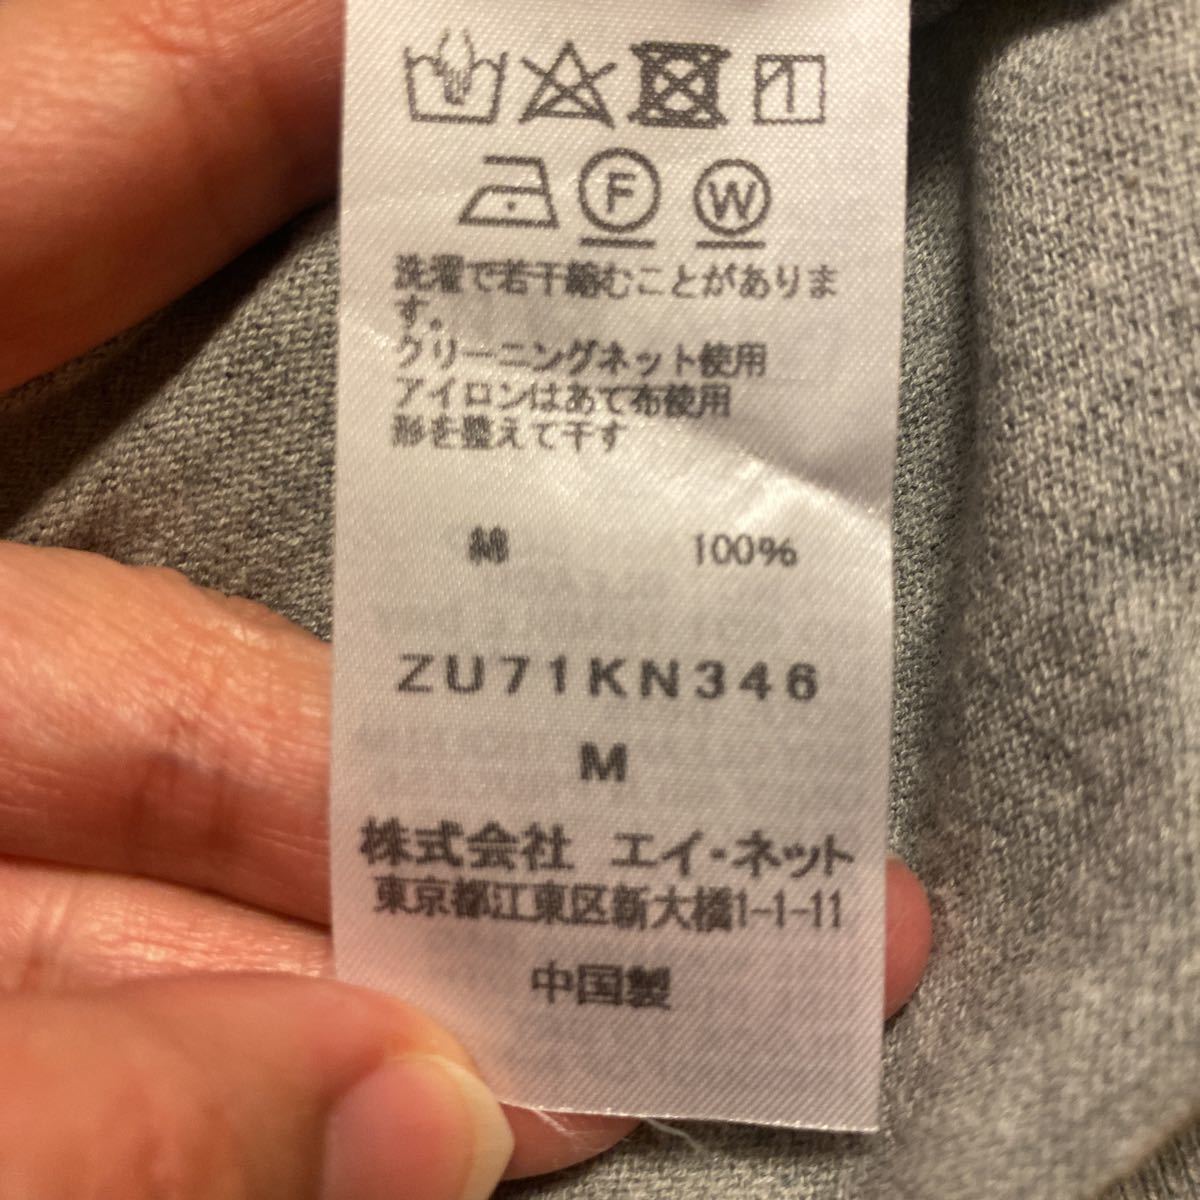 F W
洗濯で若干縮むことがありま
す。
クリーニングネット使用
アイロンはあて布使用
形を整えて干す
綿 100%
ZU71KN346
M
株式会社 エイ・ネット
東京都江東区新大橋1-1-11
中国製